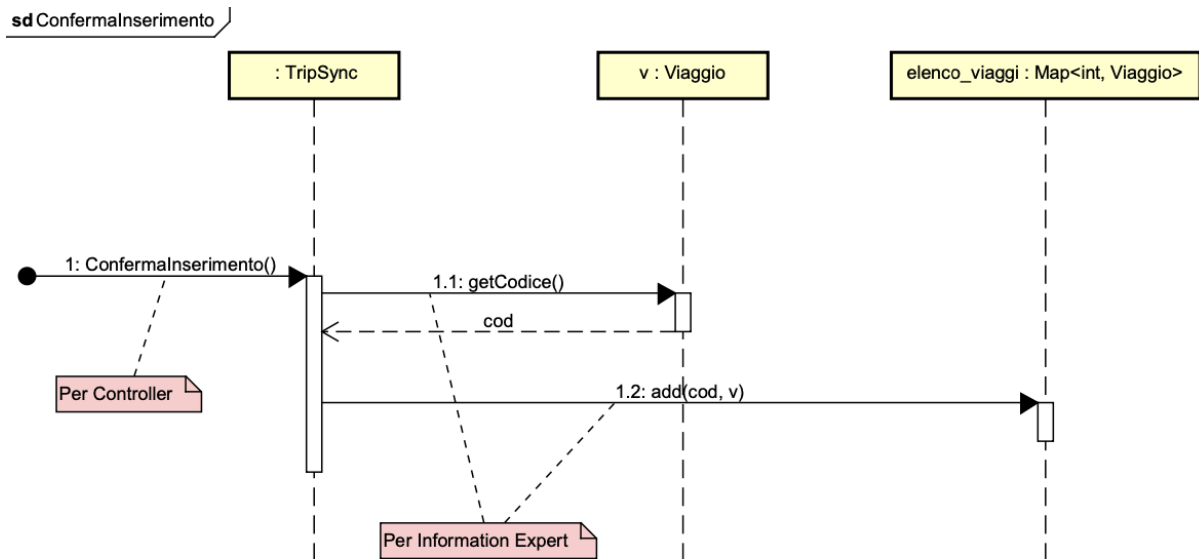 sd ConfermaInserimento
: TripSync
v : Viaggio
elenco_viaggi : Map<int, Viaggio>
1: ConfermaInserimento()
1.1: getCodice()
cod
Per Controller
1.2: add(cod, v)
Per Information Expert